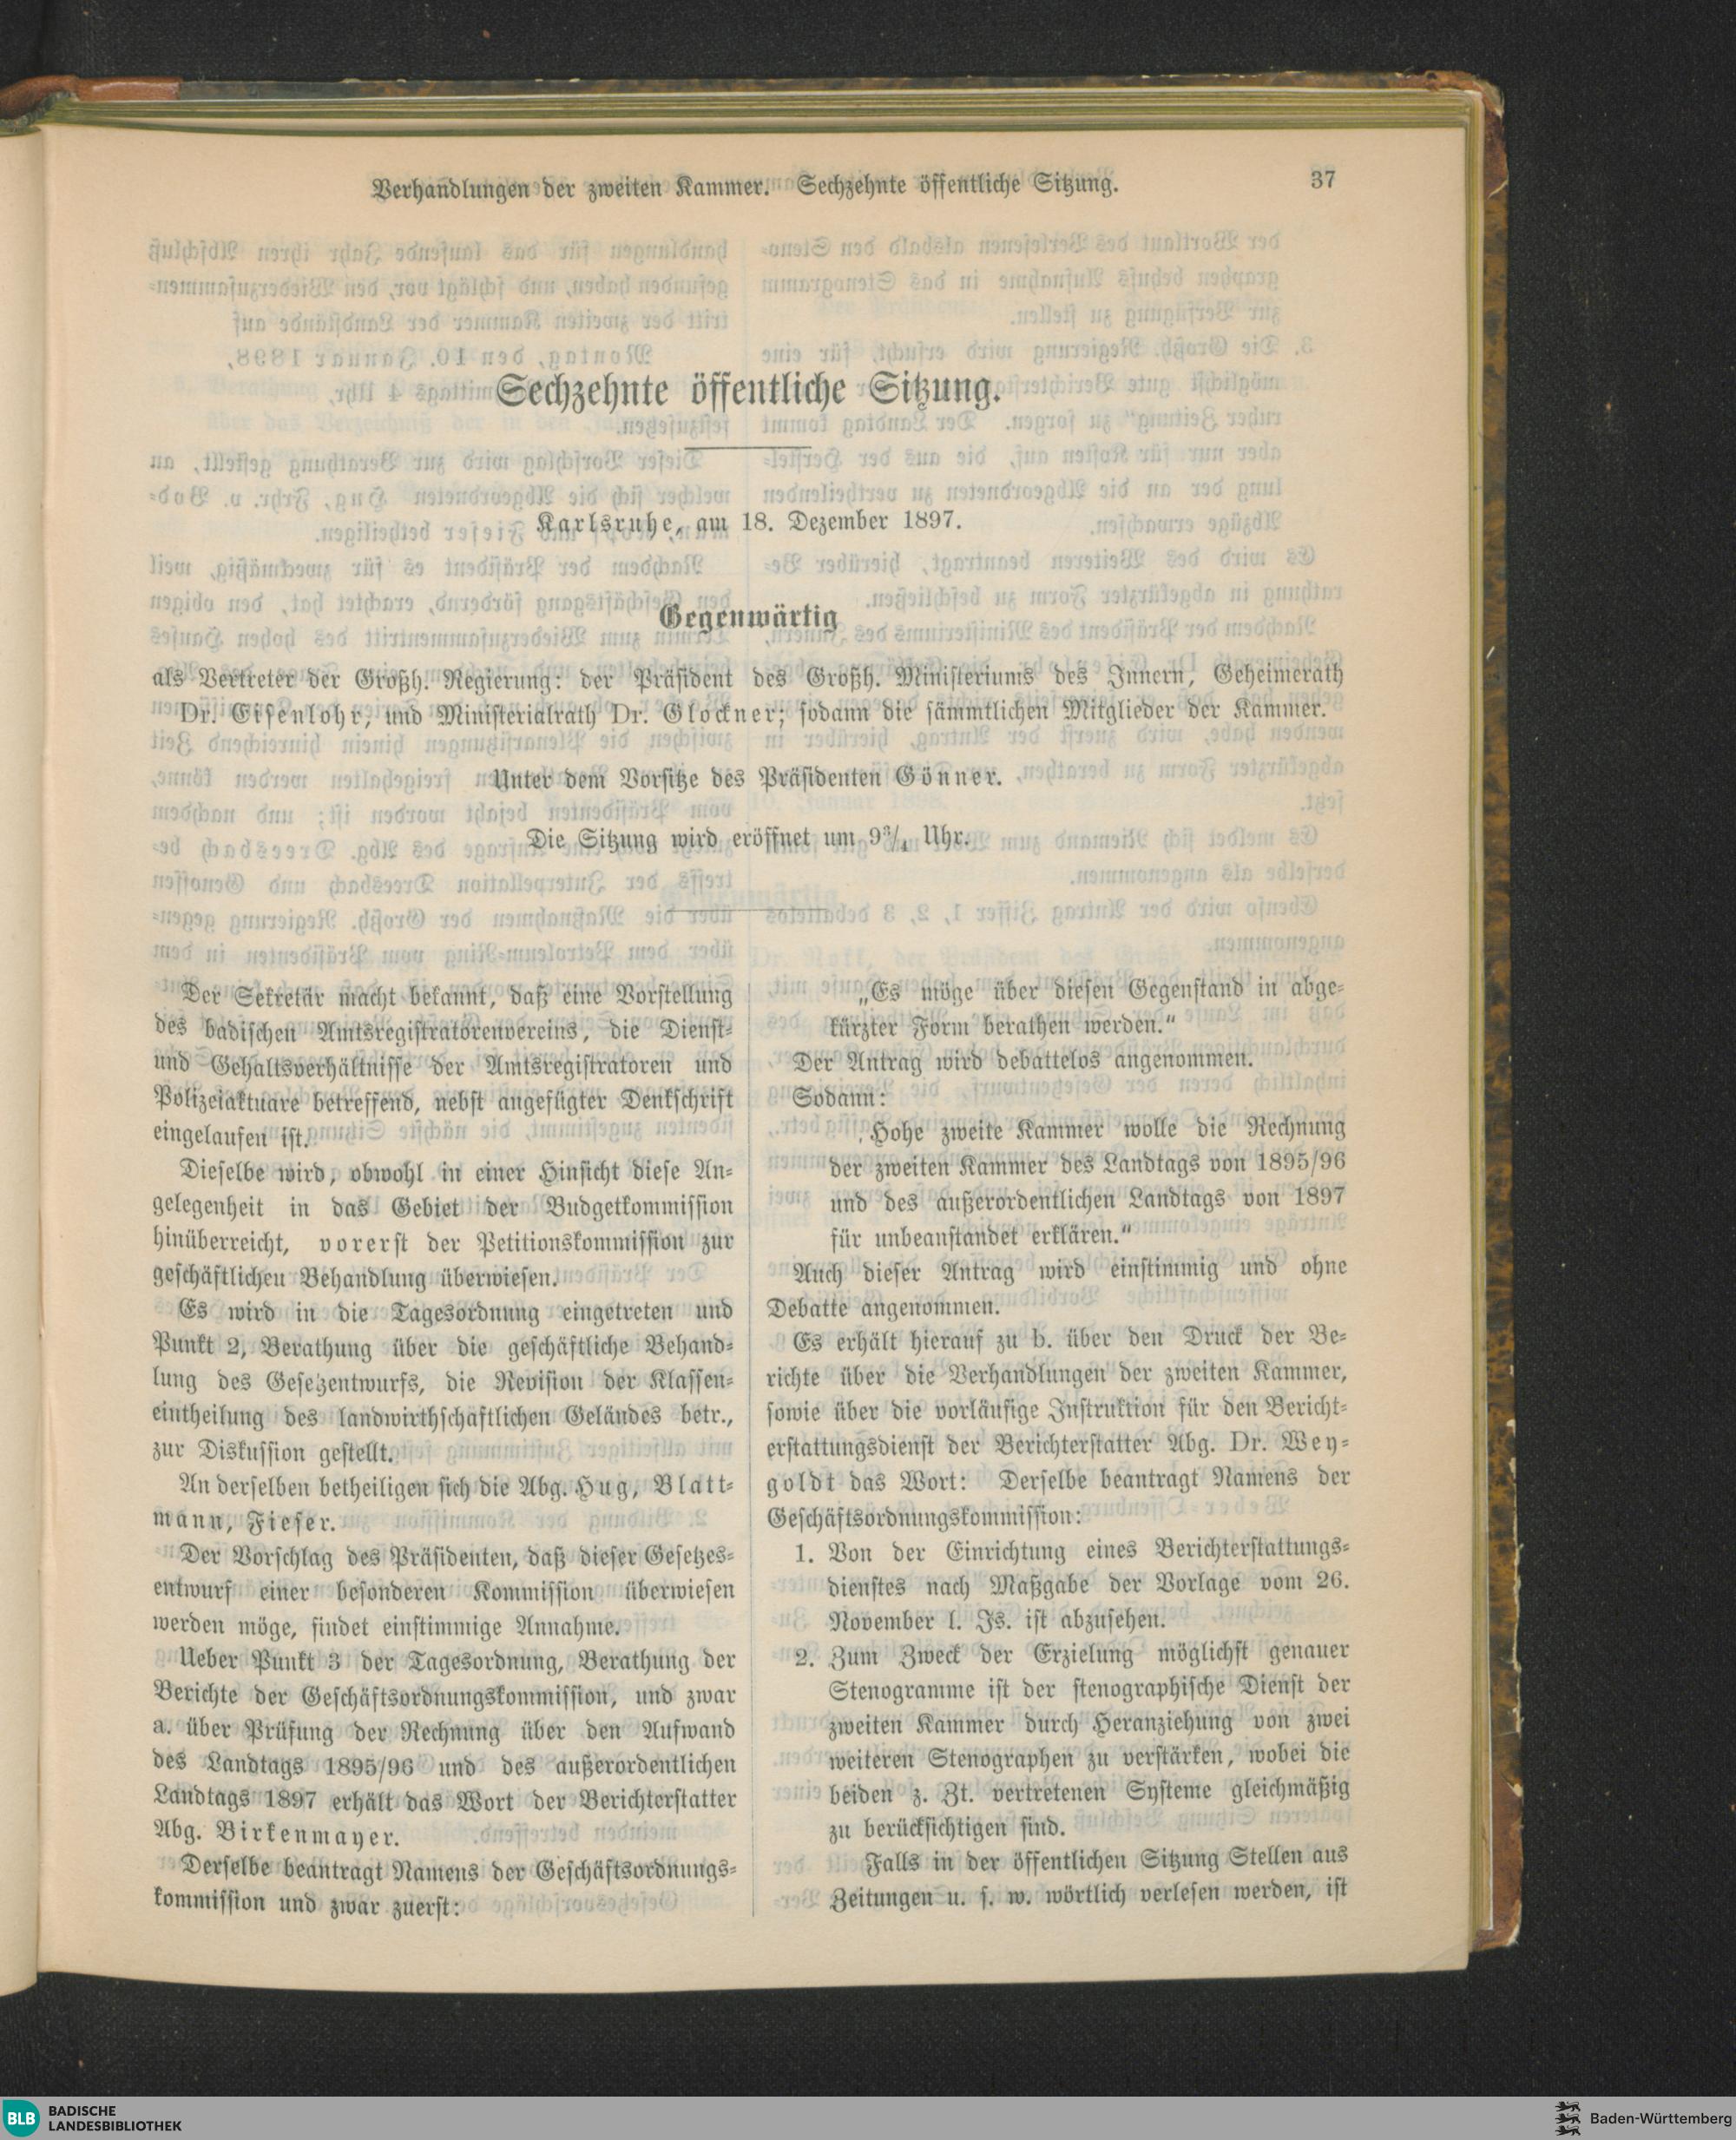 Verhandlungen der zweiten Kammer. Sechzehnte öffentliche Sitzung.
37
Sechzehnte öffentliche Sitzung.
Karlsruhe, am 18. Dezember 1897.
Gegenwärtig
als Vertreter der Großh. Regierung: der Präsident des Großh. Ministeriums des Innern, Geheimerath
Dr. Eisenlohr, und Ministerialrath Dr. Glockner; sodann die sämmtlichen Mitglieder der Kammer.
Unter dem Vorsitze des Präsidenten Gönner.
Die Sitzung wird eröffnet um 9¾ Uhr.
Der Sekretär macht bekannt, daß eine Vorstellung
des badischen Amtsregistratorenvereins, die Dienst-
und Gehaltsverhältnisse der Amtsregistratoren und
Polizeiaktuare betreffend, nebst angefügter Denkschrift
eingelaufen ist.
Dieselbe wird, obwohl in einer Hinsicht diese An-
gelegenheit in das Gebiet der Budgetkommission
hinüberreicht, vorerst der Petitionskommission zur
geschäftlichen Behandlung überwiesen.
Es wird in die Tagesordnung eingetreten und
Punkt 2, Berathung über die geschäftliche Behand-
lung des Gesetzentwurfs, die Revision der Klassen-
eintheilung des landwirthschaftlichen Geländes betr.,
zur Diskussion gestellt.
An derselben betheiligen sich die Abg. Hug, Blatt-
mann, Fieser.
Der Vorschlag des Präsidenten, daß dieser Gesetzes-
entwurf einer besonderen Kommission überwiesen
werden möge, findet einstimmige Annahme.
Ueber Punkt 3 der Tagesordnung, Berathung der
Berichte der Geschäftsordnungskommission, und zwar
a. über Prüfung der Rechnung über den Aufwand
des Landtags 1895/96 und des außerordentlichen
Landtags 1897 erhält das Wort der Berichterstatter
Abg. Birkenmayer.
Derselbe beantragt Namens der Geschäftsordnungs-
kommission und zwar zuerst:
„Es möge über diesen Gegenstand in abge-
kürzter Form berathen werden.“
Der Antrag wird debattelos angenommen.
Sodann:
„Hohe zweite Kammer wolle die Rechnung
der zweiten Kammer des Landtags von 1895/96
und des außerordentlichen Landtags von 1897
für unbeanstandet erklären.“
Auch dieser Antrag wird einstimmig und ohne
Debatte angenommen.
Es erhält hierauf zu b. über den Druck der Be-
richte über die Verhandlungen der zweiten Kammer,
sowie über die vorläufige Instruktion für den Bericht-
erstattungsdienst der Berichterstatter Abg. Dr. Wey-
goldt das Wort: Derselbe beantragt Namens der
Geschäftsordnungskommission:
1. Von der Einrichtung eines Berichterstattungs-
dienstes nach Maßgabe der Vorlage vom 26.
November l. Js. ist abzusehen.
2. Zum Zweck der Erzielung möglichst genauer
Stenogramme ist der stenographische Dienst der
zweiten Kammer durch Heranziehung von zwei
weiteren Stenographen zu verstärken, wobei die
beiden z. Zt. vertretenen Systeme gleichmäßig
zu berücksichtigen sind.
Falls in der öffentlichen Sitzung Stellen aus
Zeitungen u. s. w. wörtlich verlesen werden, ist
BLB BADISCHE
LANDESBIBLIOTHEK
Baden-Württemberg